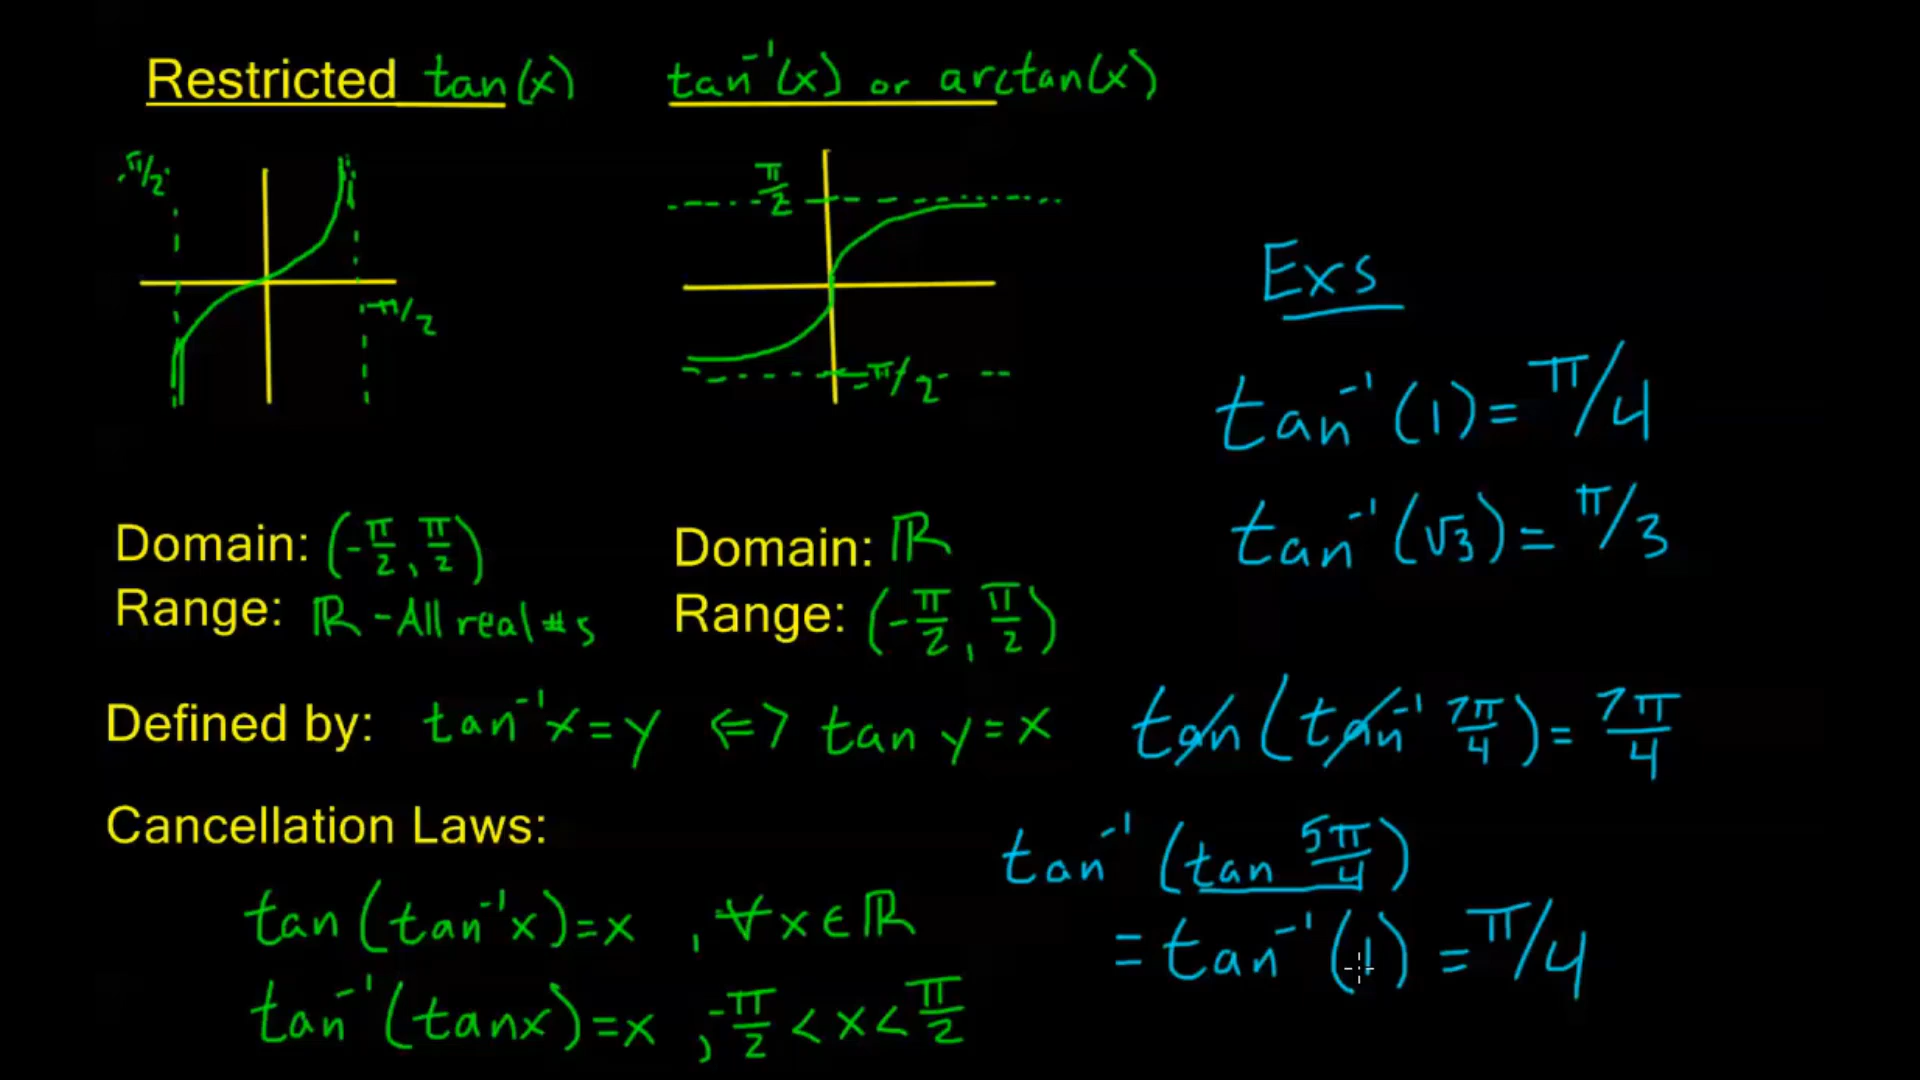 Restricted tan(x)
tan⁻¹(x) or arctan(x)
-π/2
π/2
π/2
-π/2
Domain: (-π/2, π/2)
Range: ℝ - All real #s
Domain: ℝ
Range: (-π/2, π/2)
Defined by: tan⁻¹x = y ⇔ tan y = x
Cancellation Laws:
tan(tan⁻¹x) = x , ∀ x ∈ ℝ
tan⁻¹(tanx) = x , -π/2 < x < π/2
Exs
tan⁻¹(1) = π/4
tan⁻¹(√3) = π/3
tan(tan⁻¹ 7π/4) = 7π/4
tan⁻¹(tan 5π/4)
= tan⁻¹(1) = π/4